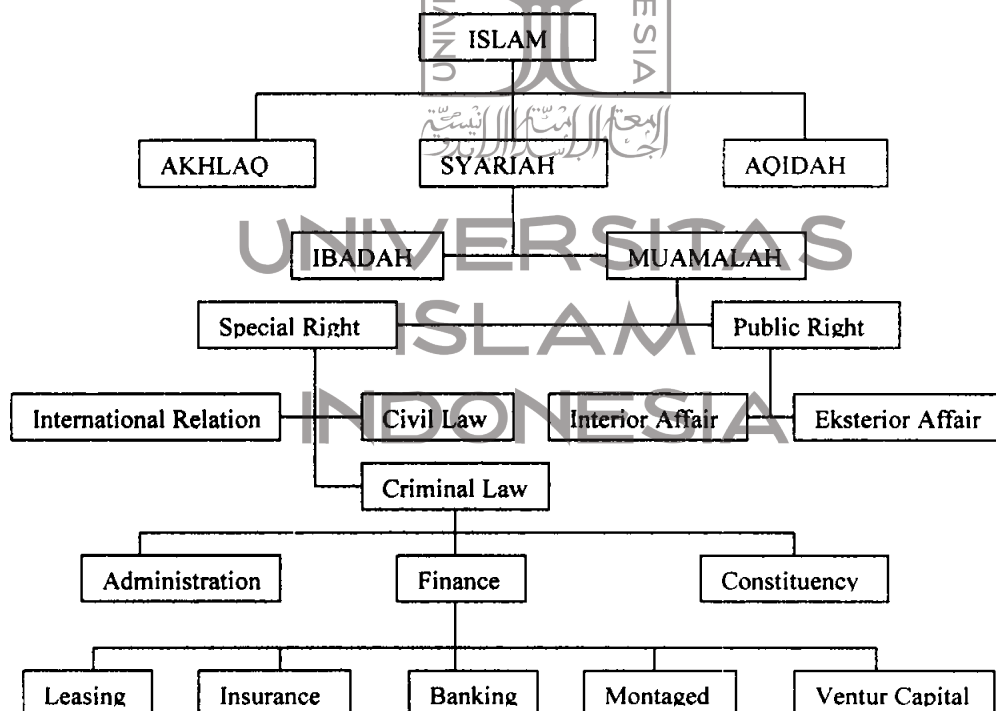 ISLAM
AKHLAQ SYARIAH AQIDAH
IBADAH MUAMALAH
Special Right Public Right
International Relation Civil Law Interior Affair Eksterior Affair
Criminal Law
Administration Finance Constituency
Leasing Insurance Banking Montaged Ventur Capital
UNIVERSITAS
ISLAM
INDONESIA